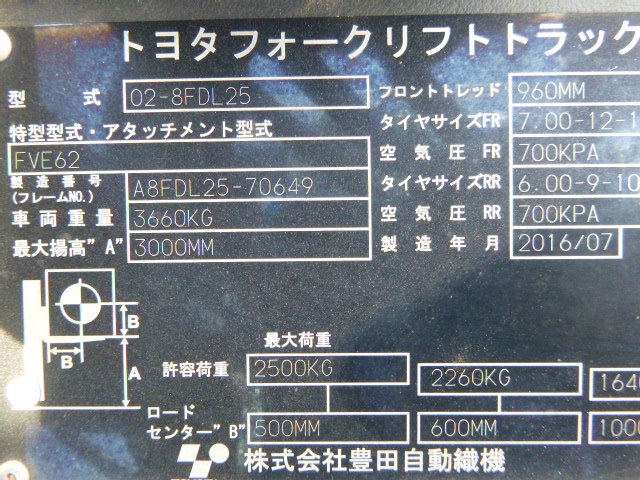 トヨタフォークリフトトラック
型式 02-8FDL25 フロントトレッド 960MM
特型型式・アタッチメント型式 タイヤサイズFR 7.00-12-1
FVE62 空気圧 FR 700KPA
製造番号
(フレームNO.) A8FDL25-70649 タイヤサイズRR 6.00-9-10
車両重量 3660KG 空気圧 RR 700KPA
最大揚高"A" 3000MM 製造年月 2016/07
B
B
A
最大荷重
許容荷重 2500KG 2260KG 1640
ロード
センター"B" 500MM 600MM 1000
株式会社豊田自動織機